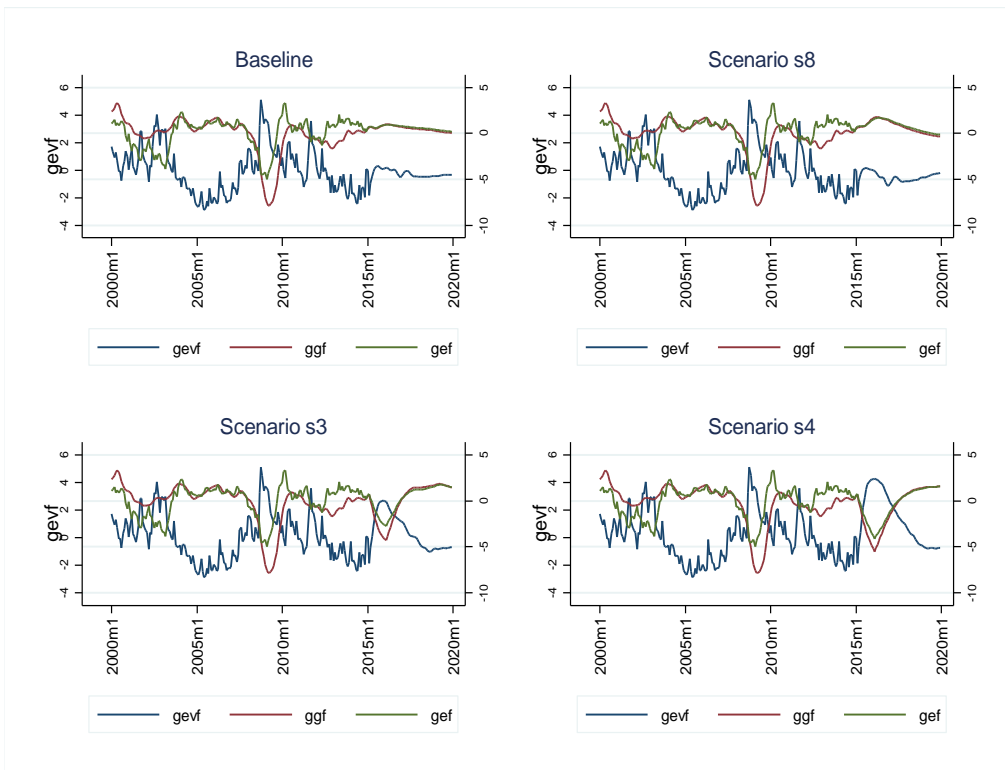 Baseline
gevf
6
4
2
0
-2
-4
5
0
-5
-10
2000m1
2005m1
2010m1
2015m1
2020m1
gevf ggf gef
Scenario s8
gevf
6
4
2
0
-2
-4
5
0
-5
-10
2000m1
2005m1
2010m1
2015m1
2020m1
gevf ggf gef
Scenario s3
gevf
6
4
2
0
-2
-4
5
0
-5
-10
2000m1
2005m1
2010m1
2015m1
2020m1
gevf ggf gef
Scenario s4
gevf
6
4
2
0
-2
-4
5
0
-5
-10
2000m1
2005m1
2010m1
2015m1
2020m1
gevf ggf gef